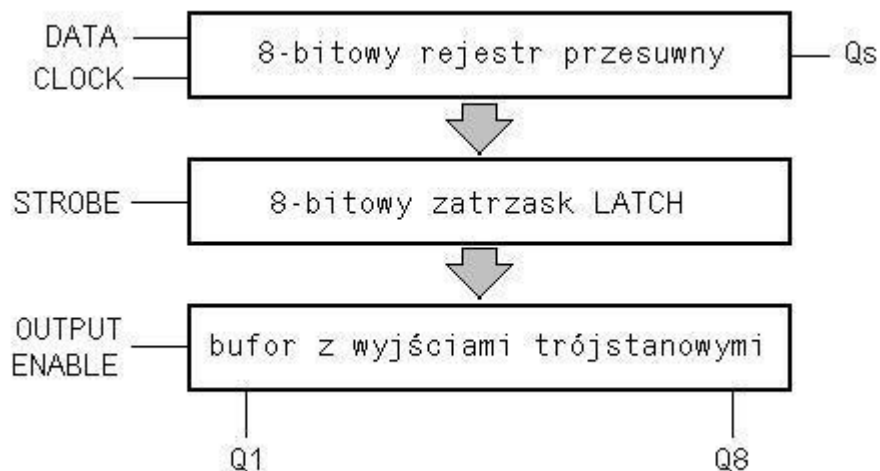 DATA
CLOCK
8-bitowy rejestr przesuwny
Qs
STROBE
8-bitowy zatrzask LATCH
OUTPUT
ENABLE
bufor z wyjściami trójstanowymi
Q1
Q8